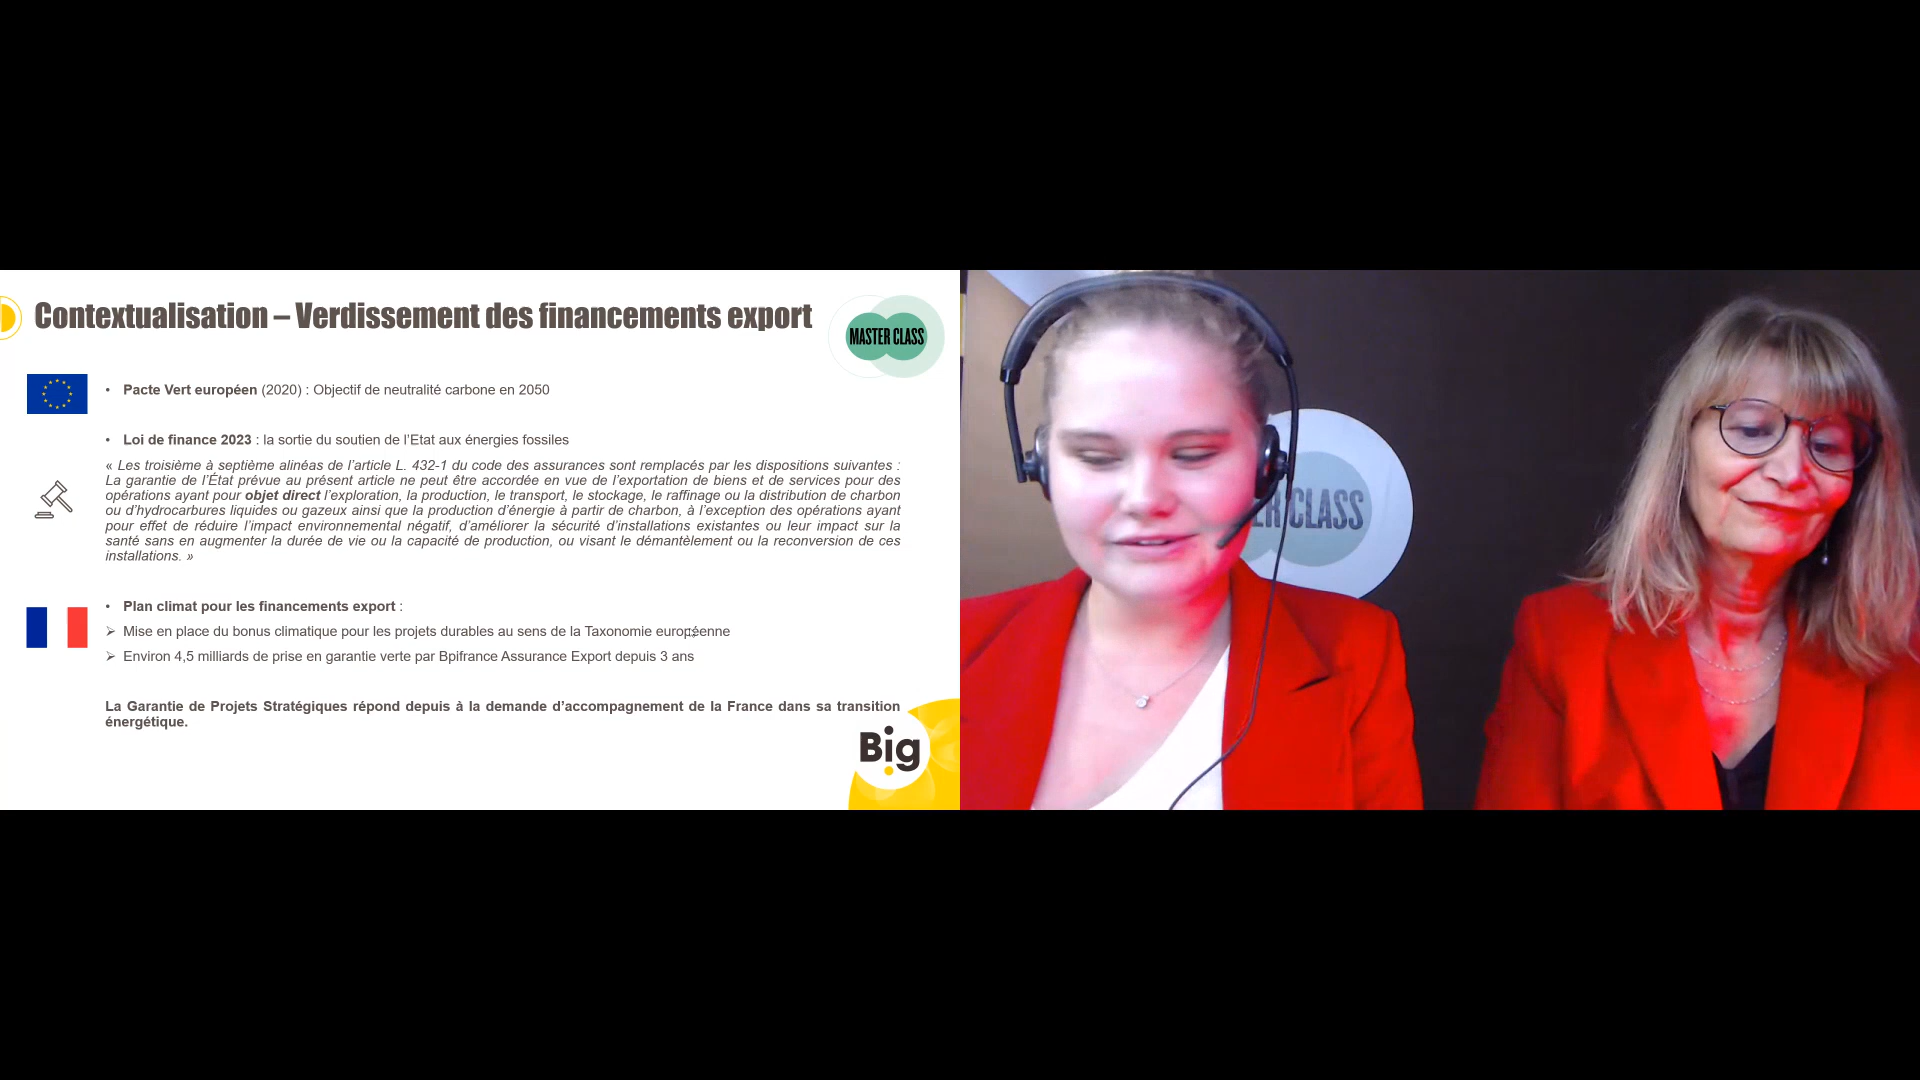 Contextualisation – Verdissement des financements export
MASTER CLASS
• Pacte Vert européen (2020) : Objectif de neutralité carbone en 2050
• Loi de finance 2023 : la sortie du soutien de l’Etat aux énergies fossiles
« Les troisième à septième alinéas de l’article L. 432-1 du code des assurances sont remplacés par les dispositions suivantes :
La garantie de l’État prévue au présent article ne peut être accordée en vue de l’exportation de biens et de services pour des
opérations ayant pour objet direct l’exploration, la production, le transport, le stockage, le raffinage ou la distribution de charbon
ou d’hydrocarbures liquides ou gazeux ainsi que la production d’énergie à partir de charbon, à l’exception des opérations ayant
pour effet de réduire l’impact environnemental négatif, d’améliorer la sécurité d’installations existantes ou leur impact sur la
santé sans en augmenter la durée de vie ou la capacité de production, ou visant le démantèlement ou la reconversion de ces
installations. »
• Plan climat pour les financements export :
➢ Mise en place du bonus climatique pour les projets durables au sens de la Taxonomie européenne
➢ Environ 4,5 milliards de prise en garantie verte par Bpifrance Assurance Export depuis 3 ans
La Garantie de Projets Stratégiques répond depuis à la demande d’accompagnement de la France dans sa transition
énergétique.
Big
ER CLASS